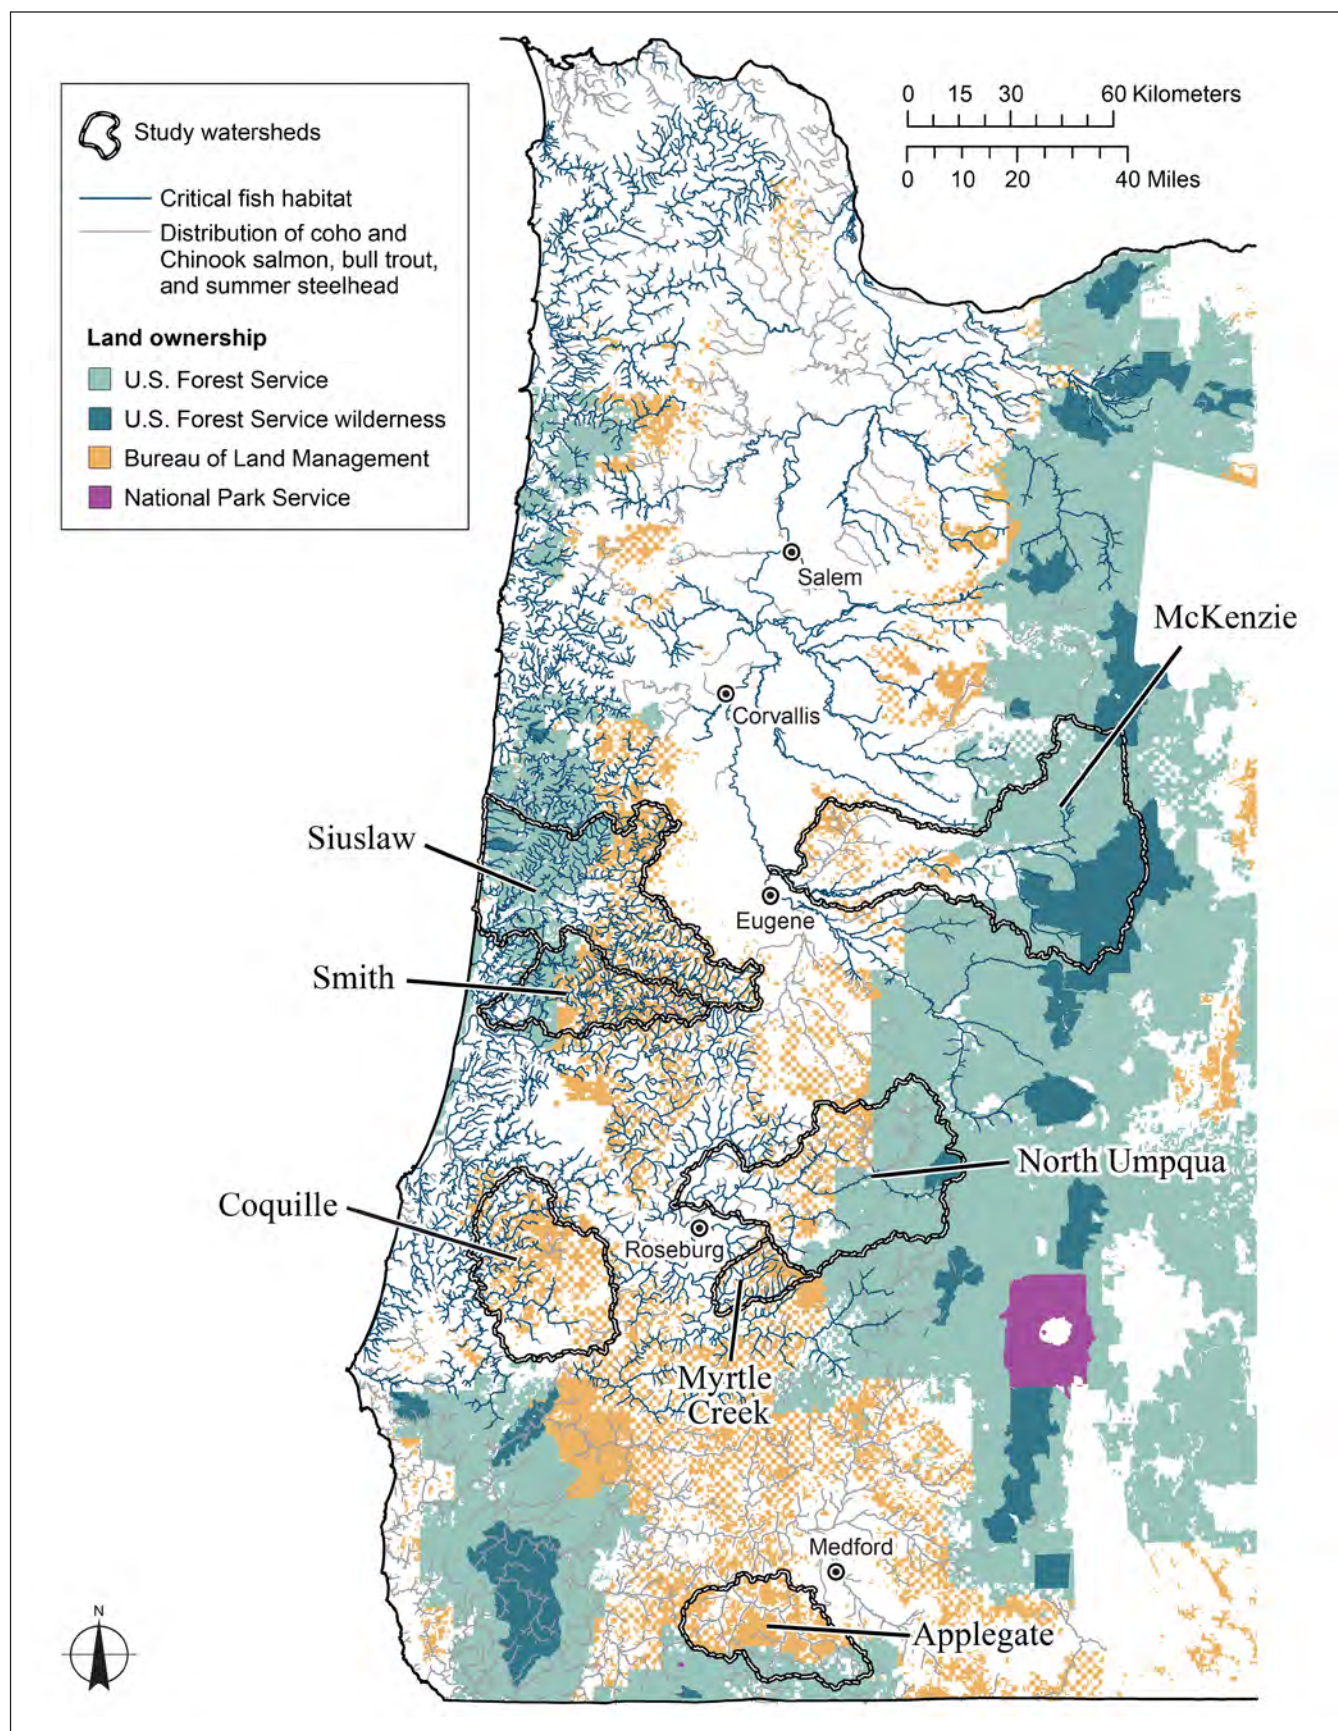 Study watersheds
Critical fish habitat
Distribution of coho and
Chinook salmon, bull trout,
and summer steelhead
Land ownership
U.S. Forest Service
U.S. Forest Service wilderness
Bureau of Land Management
National Park Service
0 15 30 60 Kilometers
0 10 20 40 Miles
Salem
McKenzie
Corvallis
Siuslaw
Eugene
Smith
North Umpqua
Coquille
Roseburg
Myrtle
Creek
Medford
Applegate
N